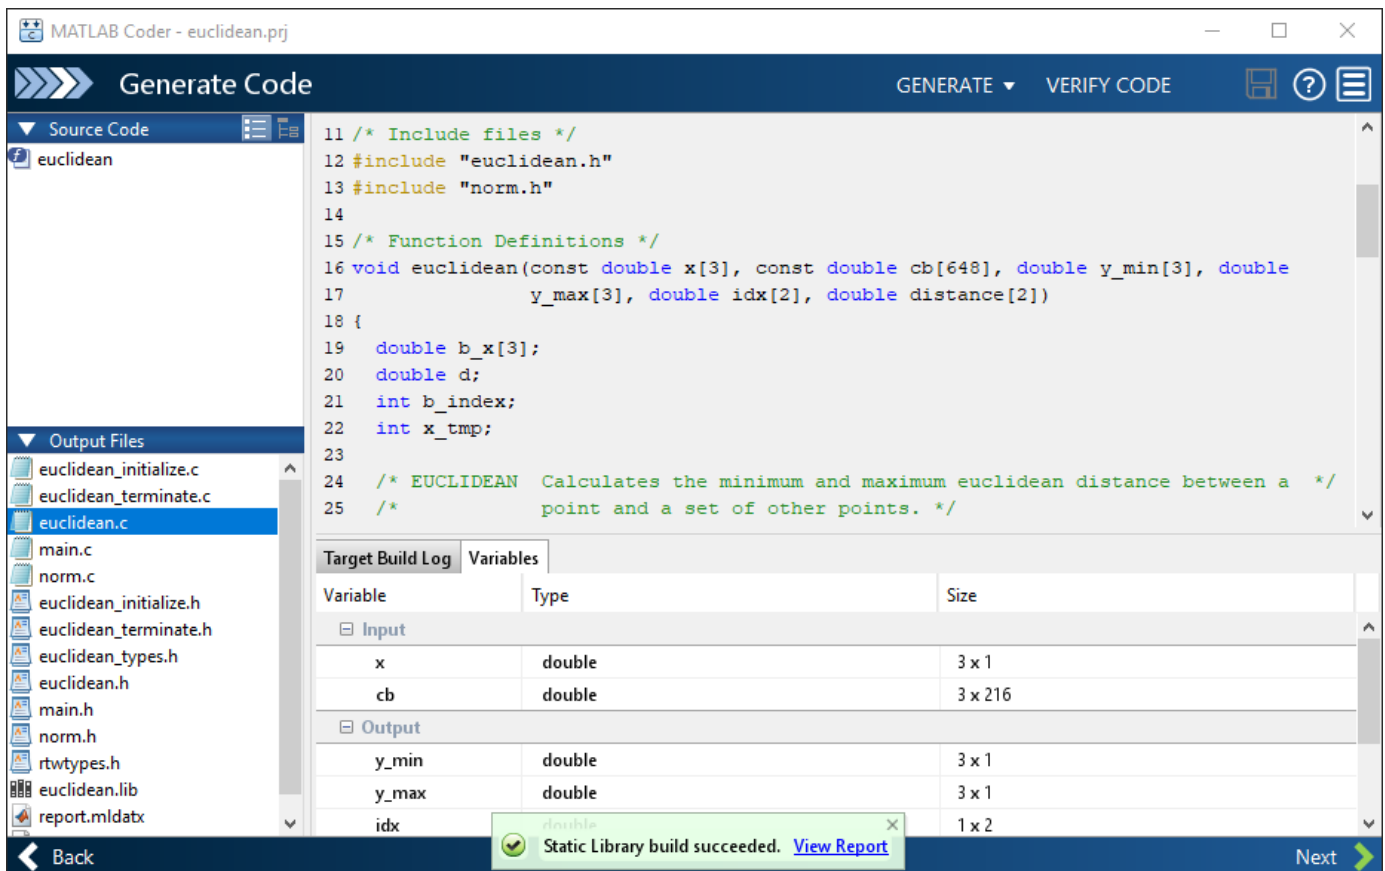 MATLAB Coder - euclidean.prj
Generate Code
GENERATE
VERIFY CODE
Source Code
euclidean
11 /* Include files */
12 #include "euclidean.h"
13 #include "norm.h"
14
15 /* Function Definitions */
16 void euclidean(const double x[3], const double cb[648], double y_min[3], double
17 y_max[3], double idx[2], double distance[2])
18 {
19 double b_x[3];
20 double d;
21 int b_index;
22 int x_tmp;
23
24 /* EUCLIDEAN Calculates the minimum and maximum euclidean distance between a */
25 /* point and a set of other points. */
Output Files
euclidean_initialize.c
euclidean_terminate.c
euclidean.c
main.c
norm.c
euclidean_initialize.h
euclidean_terminate.h
euclidean_types.h
euclidean.h
main.h
norm.h
rtwtypes.h
euclidean.lib
report.mldatx
Target Build Log Variables
Variable Type Size
Input
x double 3 x 1
cb double 3 x 216
Output
y_min double 3 x 1
y_max double 3 x 1
idx double 1 x 2
Static Library build succeeded. View Report
Back
Next